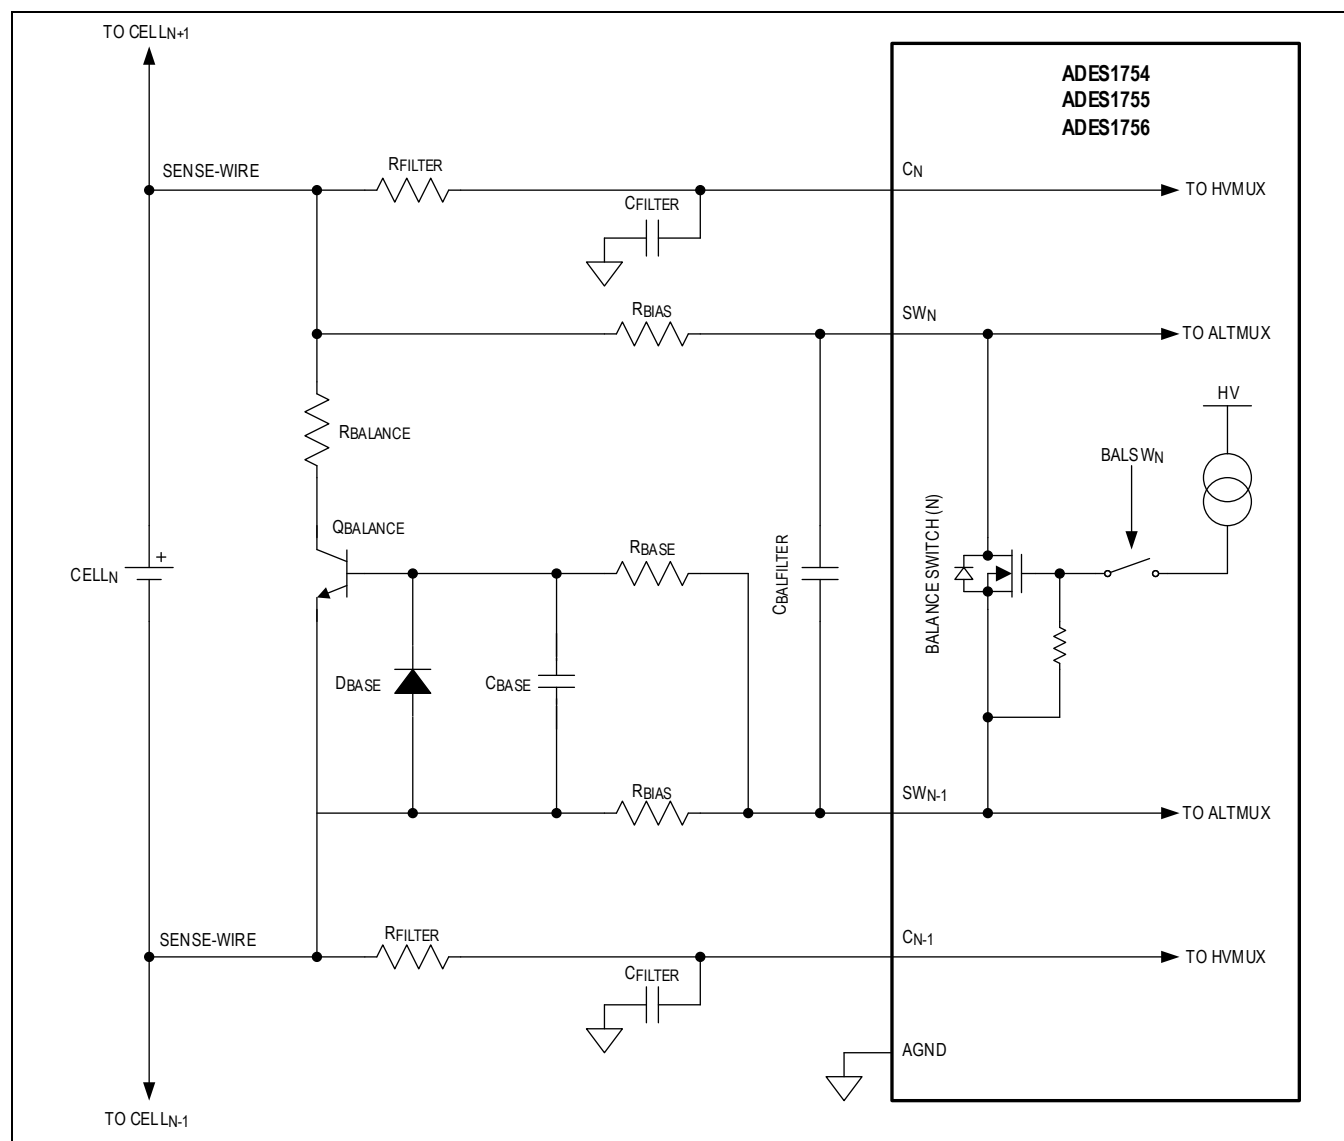 TO CELLN+1
ADES1754
ADES1755
ADES1756
SENSE-WIRE
RFILTER
CN
TO HVMUX
CFILTER
RBIAS
SWN
TO ALTMUX
HV
RBALANCE
BALSWN
QBALANCE
RBASE
CELLN
+
CBALFILTER
BALANCE SWITCH (N)
DBASE
CBASE
RBIAS
SWN-1
TO ALTMUX
SENSE-WIRE
RFILTER
CN-1
TO HVMUX
CFILTER
AGND
TO CELLN-1